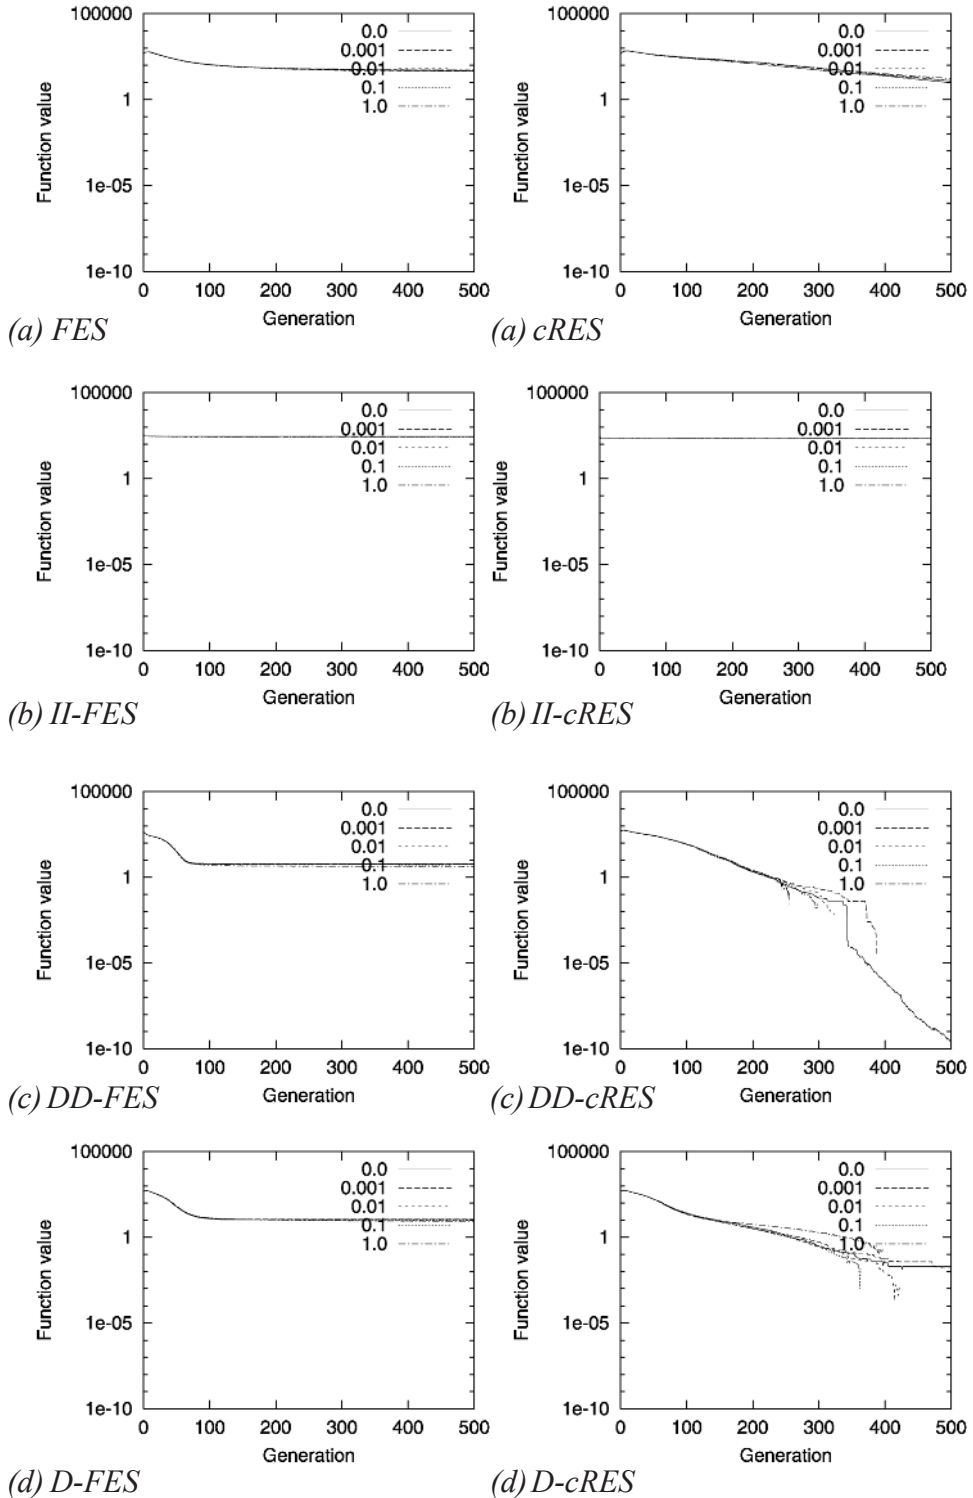 100000
1
1e-05
1e-10
Function value
0.0
0.001
0.01
0.1
1.0
0 100 200 300 400 500
Generation
(a) FES
100000
1
1e-05
1e-10
Function value
0.0
0.001
0.01
0.1
1.0
0 100 200 300 400 500
Generation
(a) cRES
100000
1
1e-05
1e-10
Function value
0.0
0.001
0.01
0.1
1.0
0 100 200 300 400 500
Generation
(b) II-FES
100000
1
1e-05
1e-10
Function value
0.0
0.001
0.01
0.1
1.0
0 100 200 300 400 500
Generation
(b) II-cRES
100000
1
1e-05
1e-10
Function value
0.0
0.001
0.01
0.1
1.0
0 100 200 300 400 500
Generation
(c) DD-FES
100000
1
1e-05
1e-10
Function value
0.0
0.001
0.01
0.1
1.0
0 100 200 300 400 500
Generation
(c) DD-cRES
100000
1
1e-05
1e-10
Function value
0.0
0.001
0.01
0.1
1.0
0 100 200 300 400 500
Generation
(d) D-FES
100000
1
1e-05
1e-10
Function value
0.0
0.001
0.01
0.1
1.0
0 100 200 300 400 500
Generation
(d) D-cRES